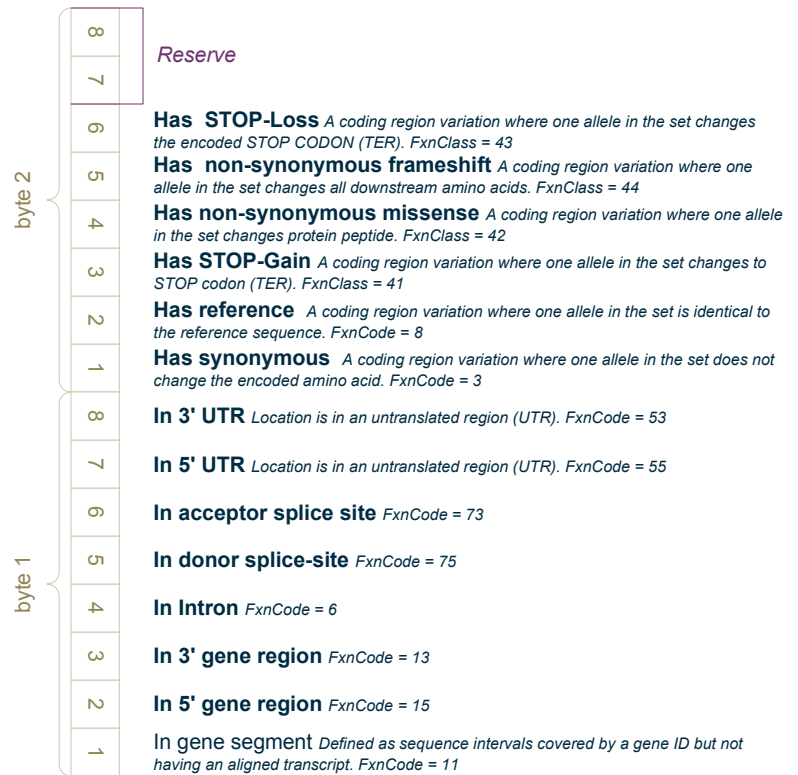 8
Reserve
7
6
Has STOP-Loss A coding region variation where one allele in the set changes
the encoded STOP CODON (TER). FxnClass = 43
5
Has non-synonymous frameshift A coding region variation where one
allele in the set changes all downstream amino acids. FxnClass = 44
byte 2
4
Has non-synonymous missense A coding region variation where one allele
in the set changes protein peptide. FxnClass = 42
3
Has STOP-Gain A coding region variation where one allele in the set changes to
STOP codon (TER). FxnClass = 41
2
Has reference A coding region variation where one allele in the set is identical to
the reference sequence. FxnCode = 8
1
Has synonymous A coding region variation where one allele in the set does not
change the encoded amino acid. FxnCode = 3
8
In 3' UTR Location is in an untranslated region (UTR). FxnCode = 53
7
In 5' UTR Location is in an untranslated region (UTR). FxnCode = 55
6
In acceptor splice site FxnCode = 73
5
In donor splice-site FxnCode = 75
byte 1
4
In Intron FxnCode = 6
3
In 3' gene region FxnCode = 13
2
In 5' gene region FxnCode = 15
1
In gene segment Defined as sequence intervals covered by a gene ID but not
having an aligned transcript. FxnCode = 11